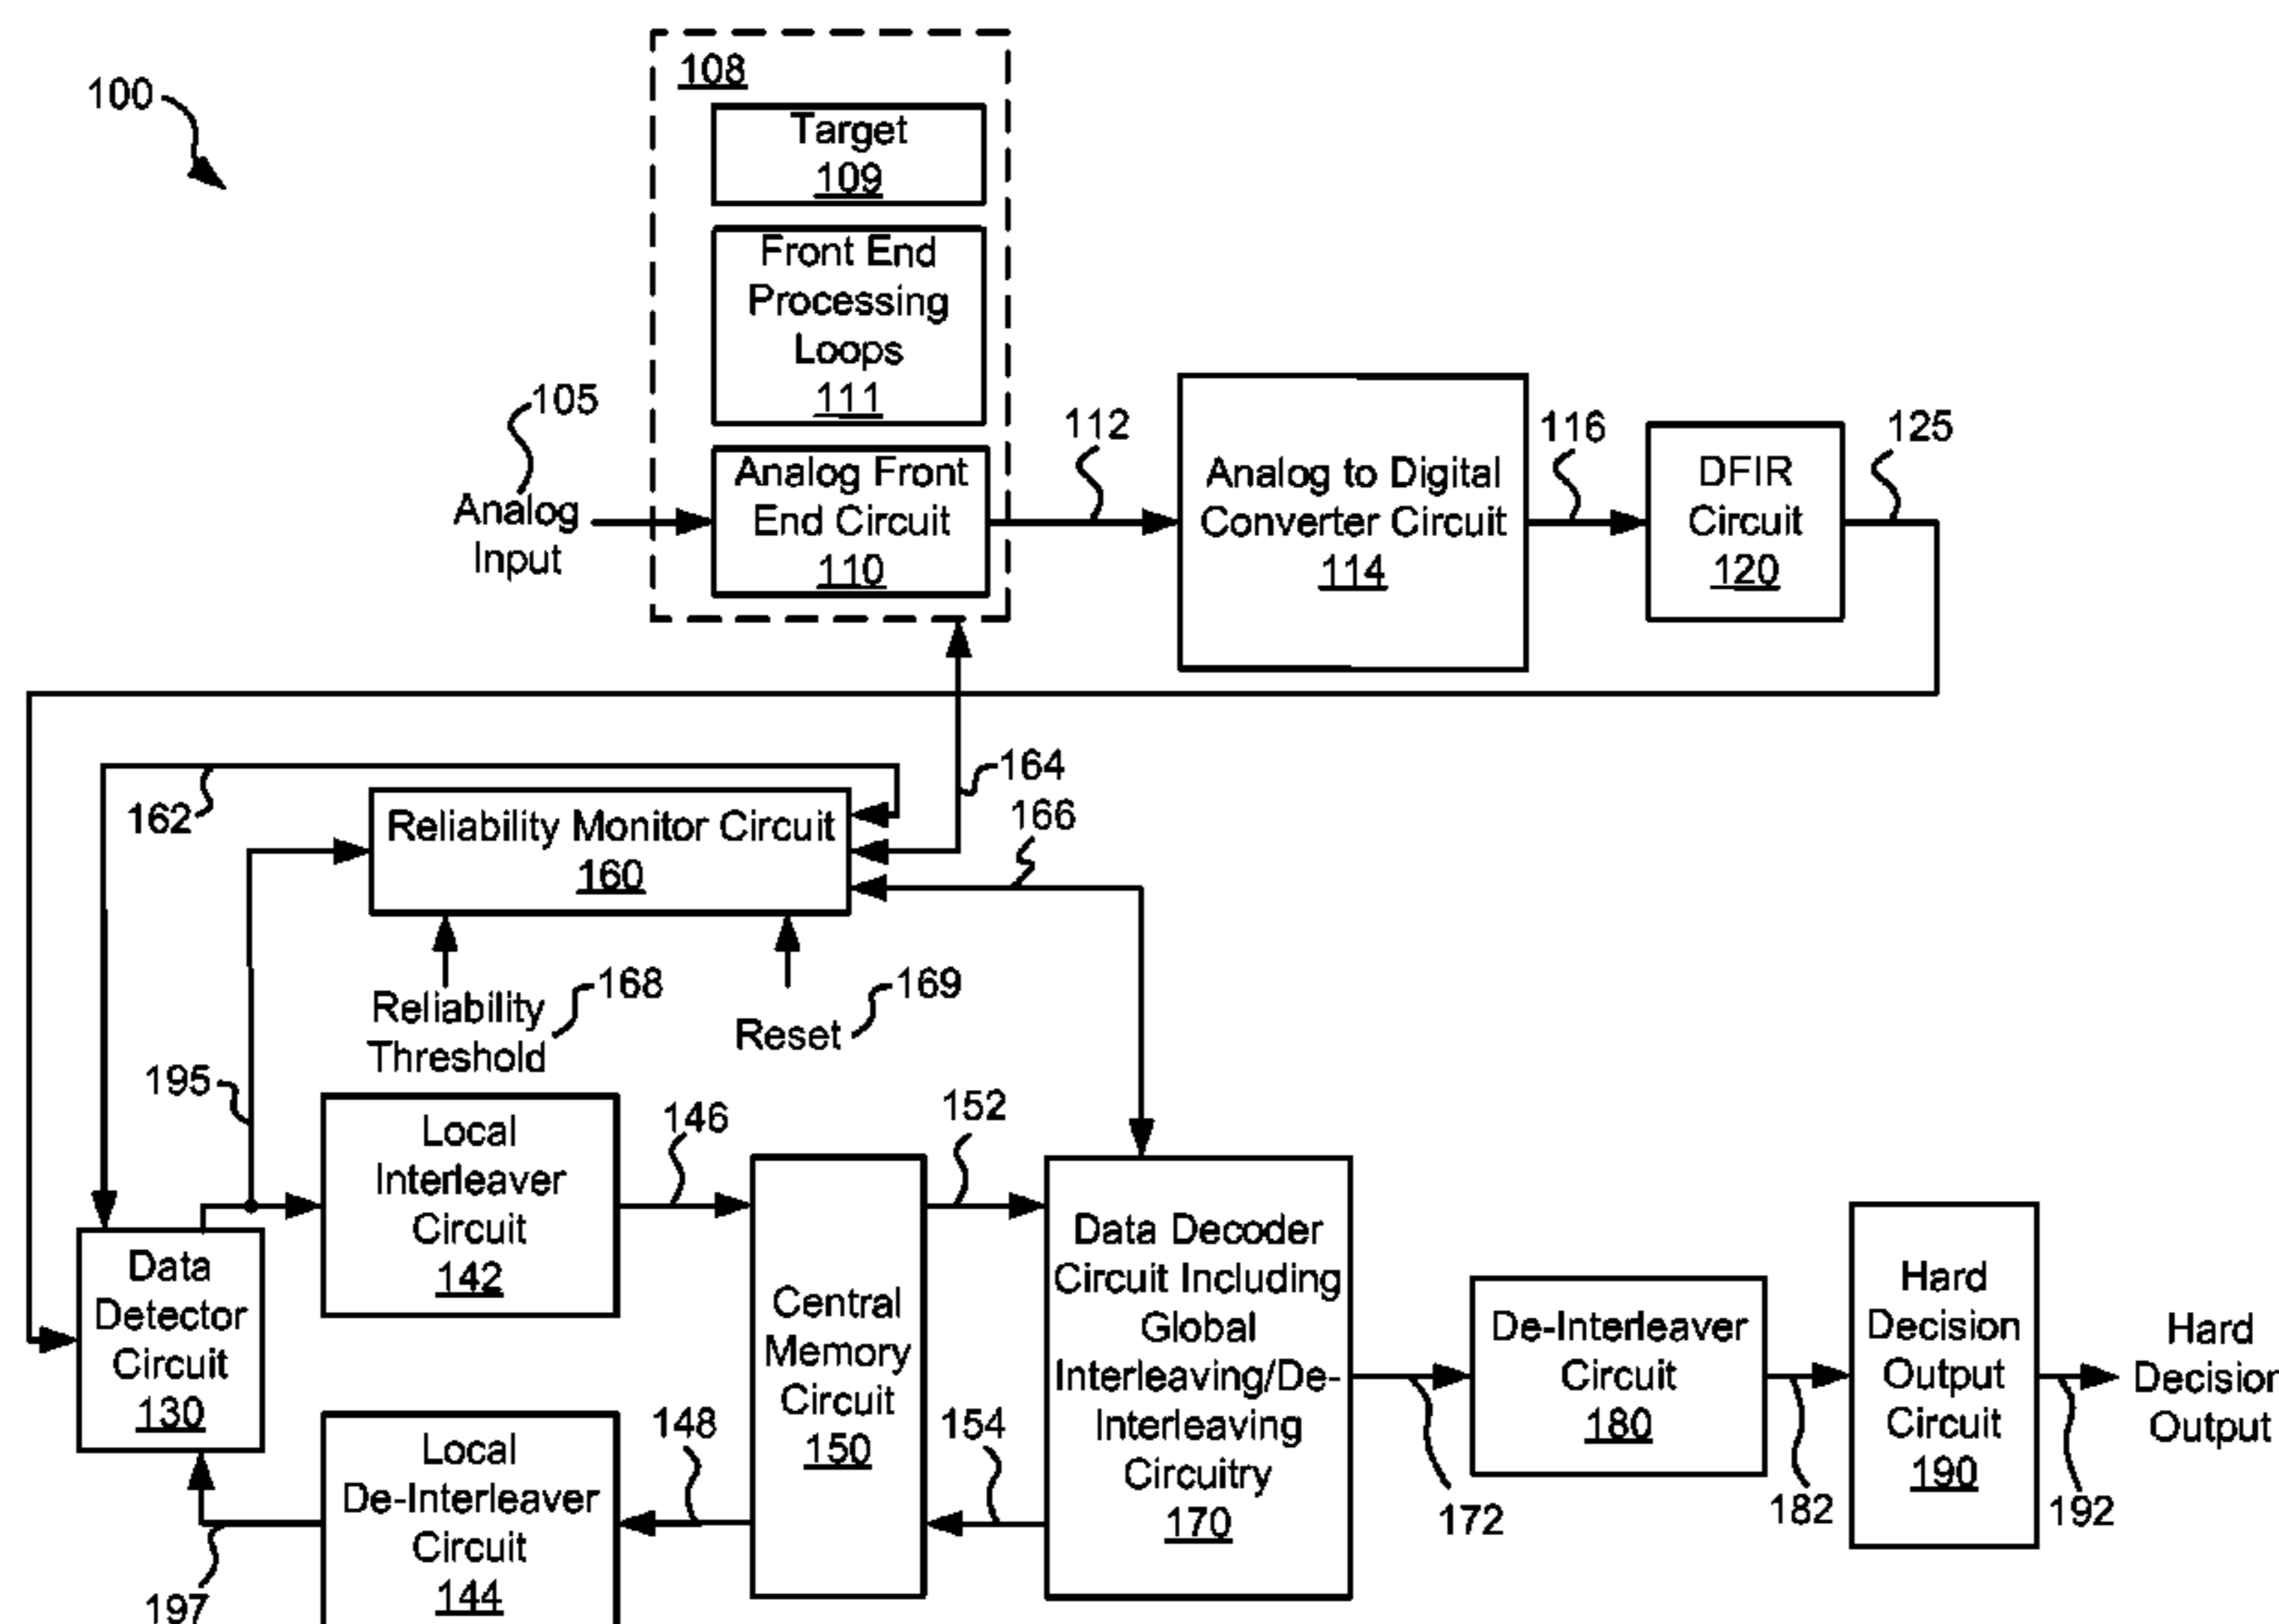 100
108
Target
109
Front End
Processing
Loops
111
105
Analog
Input
Analog Front
End Circuit
110
112
Analog to Digital
Converter Circuit
114
116
DFIR
Circuit
120
125
162
164
166
Reliability Monitor Circuit
160
Reliability
Threshold
168
Reset
169
195
Local
Interleaver
Circuit
142
146
152
Data
Detector
Circuit
130
Central
Memory
Circuit
150
Data Decoder
Circuit Including
Global
Interleaving/De-
Interleaving
Circuitry
170
Local
De-Interleaver
Circuit
144
148
154
197
172
De-Interleaver
Circuit
180
182
Hard
Decision
Output
Circuit
190
192
Hard
Decision
Output